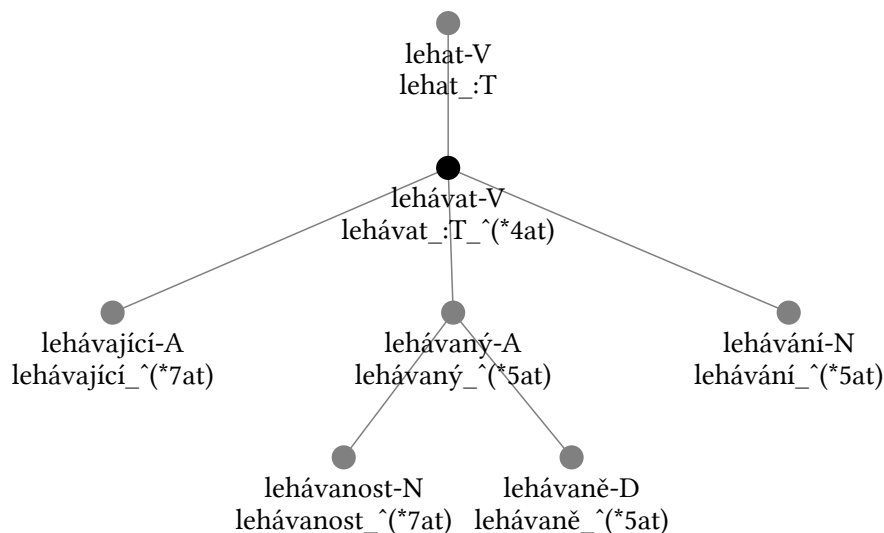 lehat-V
lehat_:T
lehávat-V
lehávat_:T_^(*4at)
lehávající-A
lehávající_^(*7at)
lehávaný-A
lehávaný_^(*5at)
lehávání-N
lehávání_^(*5at)
lehávanost-N
lehávanost_^(*7at)
lehávaně-D
lehávaně_^(*5at)